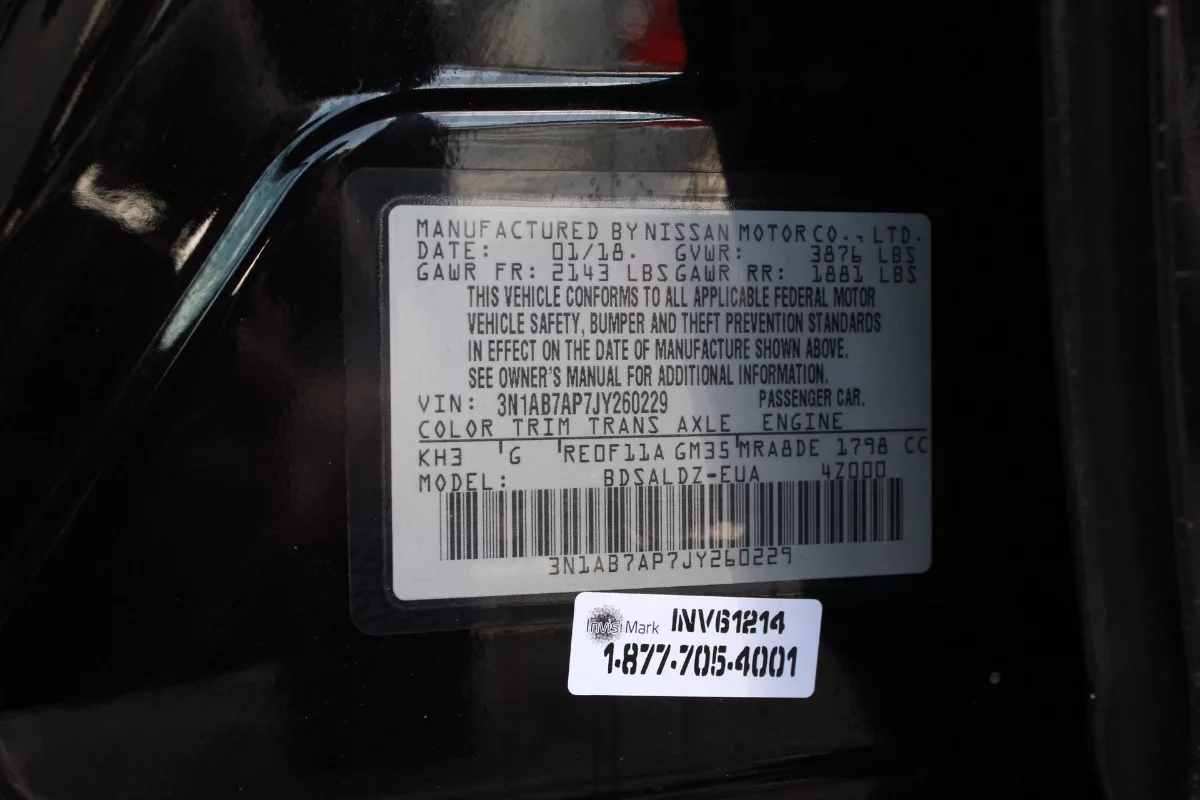 MANUFACTURED BY NISSAN MOTOR CO., LTD.
DATE: 01/18. GVWR: 3876 LBS
GAWR FR: 2143 LBS GAWR RR: 1881 LBS
THIS VEHICLE CONFORMS TO ALL APPLICABLE FEDERAL MOTOR
VEHICLE SAFETY, BUMPER AND THEFT PREVENTION STANDARDS
IN EFFECT ON THE DATE OF MANUFACTURE SHOWN ABOVE.
SEE OWNER'S MANUAL FOR ADDITIONAL INFORMATION.
VIN: 3N1AB7AP7JY260229 PASSENGER CAR.
COLOR TRIM TRANS AXLE ENGINE
KH3 G RE0F11A GM35 MRA8DE 1798 CC
MODEL: BDSALDZ-EUA 4Z000
3N1AB7AP7JY260229
InvisiMark INV61214
1-877-705-4001